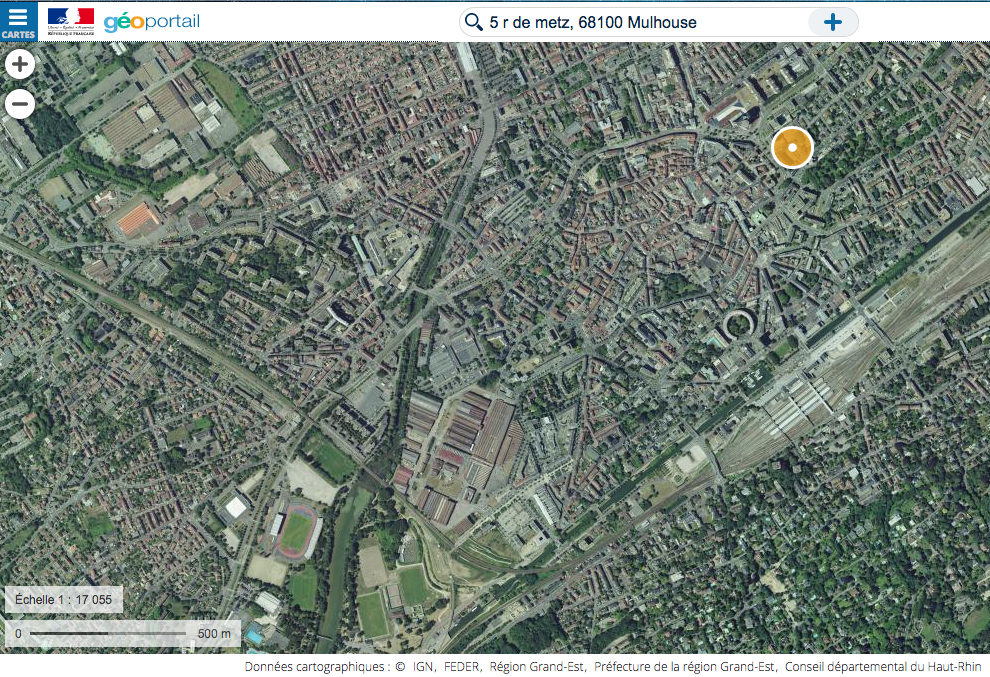 CARTES
RÉPUBLIQUE FRANÇAISE
géoportail
5 r de metz, 68100 Mulhouse
Échelle 1 : 17 055
0 500 m
Données cartographiques : © IGN, FEDER, Région Grand-Est, Préfecture de la région Grand-Est, Conseil départemental du Haut-Rhin